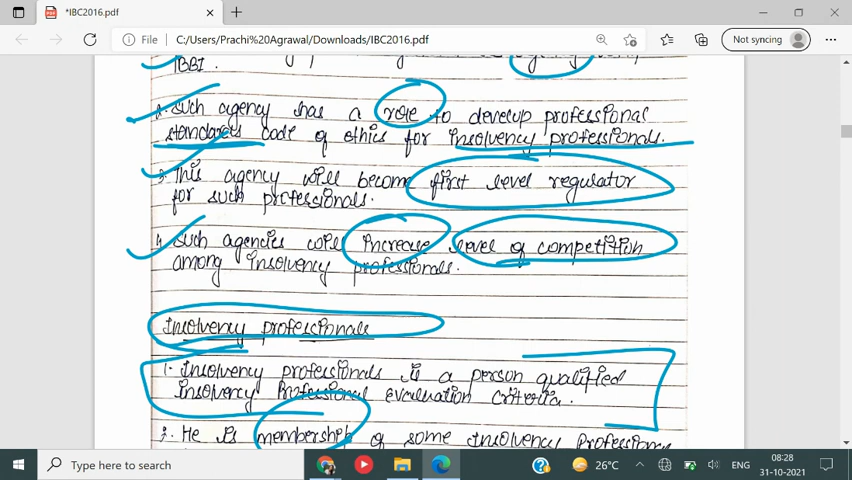 *IBC2016.pdf
File
C:/Users/Prachi%20Agrawal/Downloads/IBC2016.pdf
Not syncing
IBBI.
2. Such agency has a role to develop professional
standards code of ethics for insolvency professionals.
3. This agency will become first level regulator
for such professionals.
4. Such agencies will increase level of competition
among insolvency professionals.
Insolvency professionals
1. Insolvency professionals is a person qualified
Insolvency Professional evaluation criteria.
2. He is membership of some insolvency Professional
Type here to search
26°C
ENG
08:28
31-10-2021